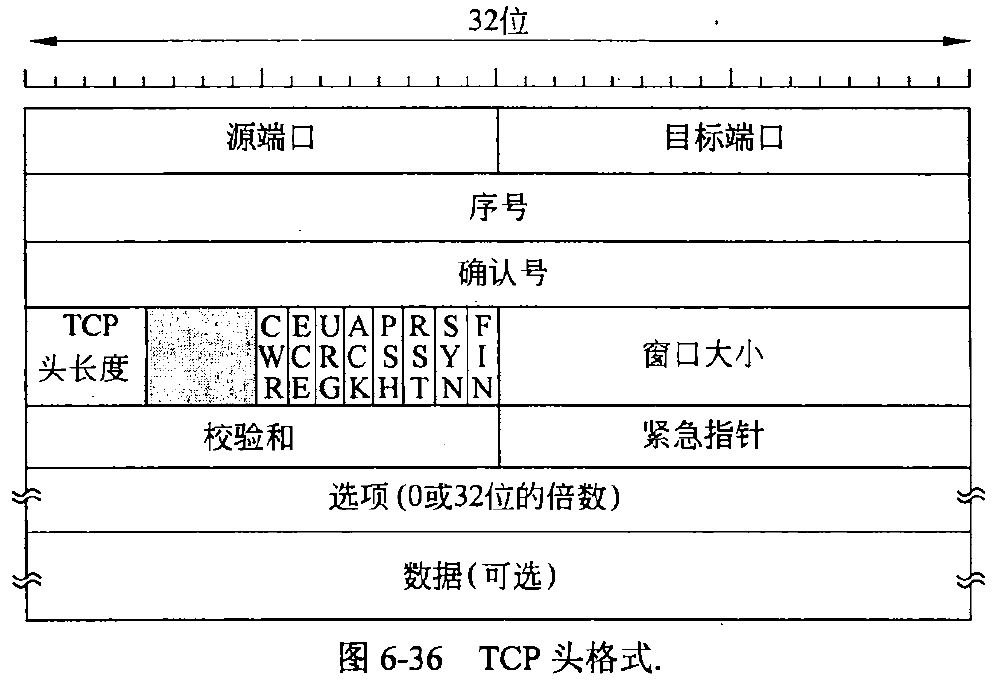 32位
源端口 目标端口
序号
确认号
TCP 头长度 CWR ECE URG ACK PSH RST SYN FIN 窗口大小
校验和 紧急指针
选项(0或32位的倍数)
数据(可选)
图 6-36 TCP 头格式.